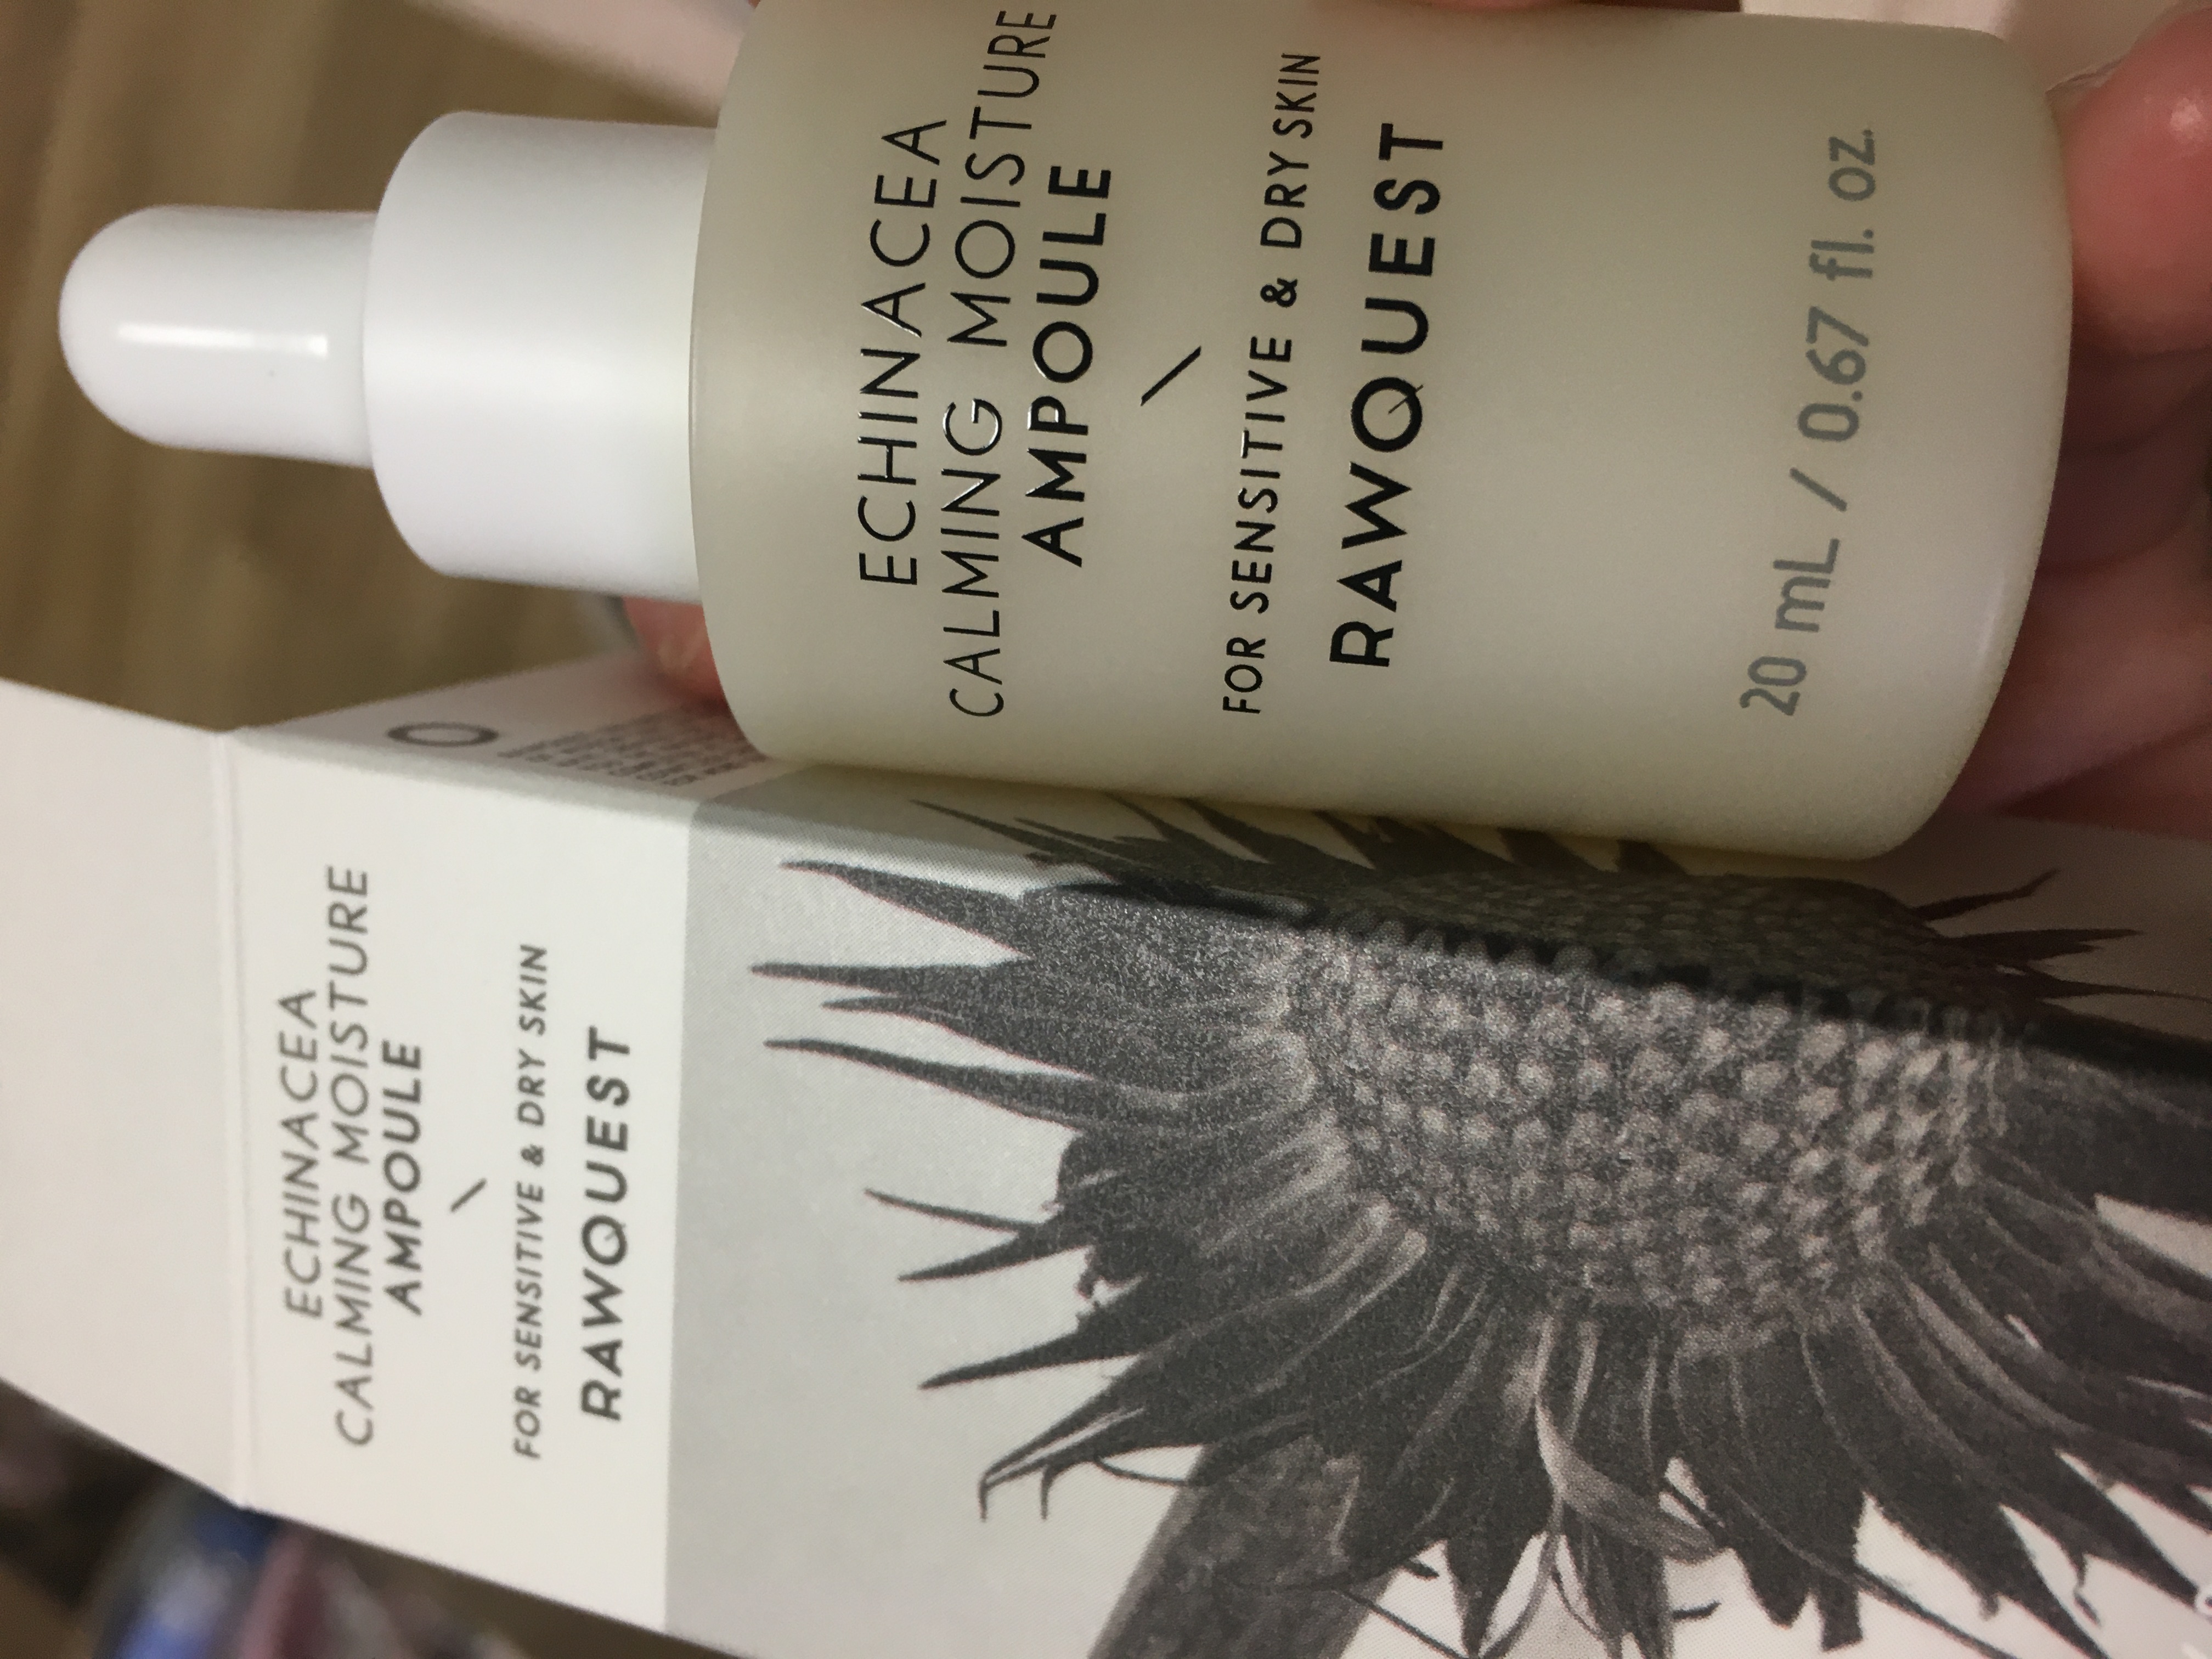 ECHINACEA
CALMING MOISTURE
AMPOULE
FOR SENSITIVE & DRY SKIN
RAWQUEST
20 mL / 0.67 fl. oz.
ECHINACEA
CALMING MOISTURE
AMPOULE
FOR SENSITIVE & DRY SKIN
RAWQUEST